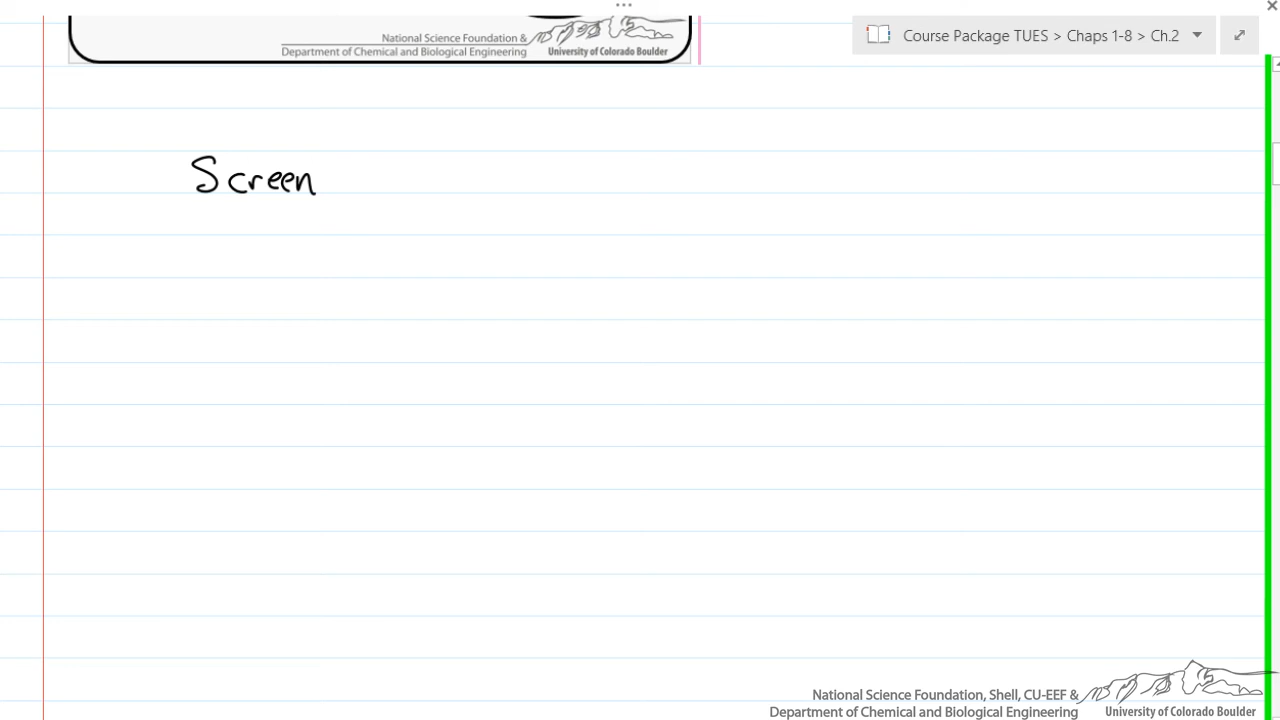 National Science Foundation &
Department of Chemical and Biological Engineering
University of Colorado Boulder
Course Package TUES > Chaps 1-8 > Ch.2
Screen
National Science Foundation, Shell, CU-EEF &
Department of Chemical and Biological Engineering
University of Colorado Boulder